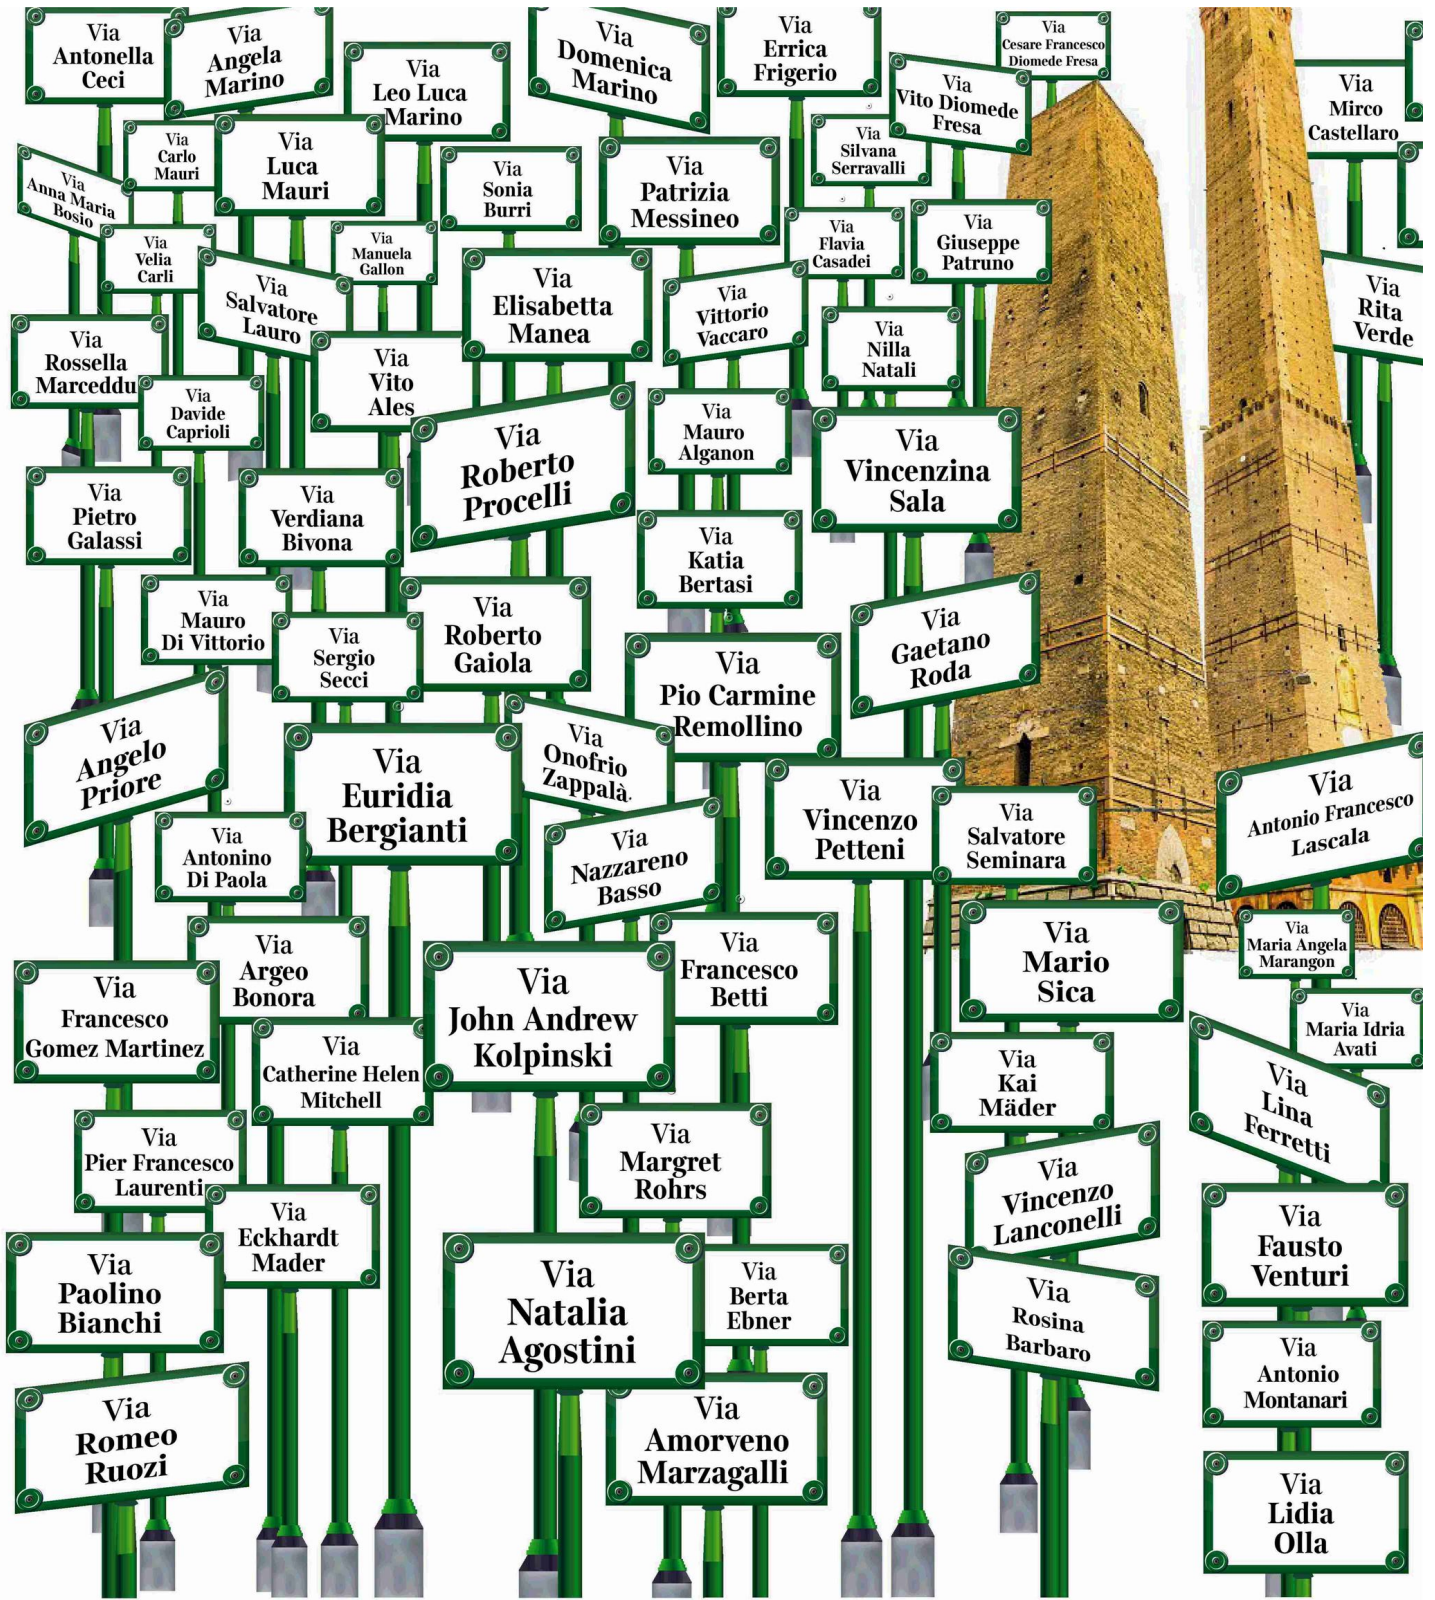 Via
Antonella
Ceci
Via
Angela
Marino
Via
Leo Luca
Marino
Via
Domenica
Marino
Via
Errica
Frigerio
Via
Cesare Francesco
Diomede Fresa
Via
Vito Diomede
Fresa
Via
Mirco
Castellaro
Via
Carlo
Mauri
Via
Luca
Mauri
Via
Anna Maria
Bosio
Via
Sonia
Burri
Via
Patrizia
Messineo
Via
Silvana
Serravalli
Via
Velia
Carli
Via
Manuela
Gallon
Via
Flavia
Casadei
Via
Giuseppe
Patruno
Via
Salvatore
Lauro
Via
Elisabetta
Manea
Via
Vittorio
Vaccaro
Via
Rita
Verde
Via
Rossella
Marceddu
Via
Vito
Ales
Via
Nilla
Natali
Via
Davide
Caprioli
Via
Roberto
Procelli
Via
Mauro
Alganon
Via
Vincenzina
Sala
Via
Pietro
Galassi
Via
Verdiana
Bivona
Via
Katia
Bertasi
Via
Mauro
Di Vittorio
Via
Sergio
Secci
Via
Roberto
Gaiola
Via
Pio Carmine
Remollino
Via
Gaetano
Roda
Via
Angelo
Priore
Via
Euridia
Bergianti
Via
Onofrio
Zappalà
Via
Vincenzo
Petteni
Via
Salvatore
Seminara
Via
Antonio Francesco
Lascala
Via
Antonino
Di Paola
Via
Nazzareno
Basso
Via
Argeo
Bonora
Via
Francesco
Betti
Via
Mario
Sica
Via
Maria Angela
Marangon
Via
Francesco
Gomez Martinez
Via
John Andrew
Kolpinski
Via
Maria Idria
Avati
Via
Catherine Helen
Mitchell
Via
Kai
Mäder
Via
Lina
Ferretti
Via
Pier Francesco
Laurenti
Via
Margret
Rohrs
Via
Vincenzo
Lanconelli
Via
Eckhardt
Mader
Via
Fausto
Venturi
Via
Paolino
Bianchi
Via
Natalia
Agostini
Via
Berta
Ebner
Via
Rosina
Barbaro
Via
Antonio
Montanari
Via
Romeo
Ruozi
Via
Amorveno
Marzagalli
Via
Lidia
Olla